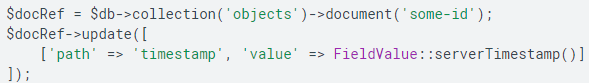 $docRef = $db->collection('objects')->document('some-id');
$docRef->update([
    ['path' => 'timestamp', 'value' => FieldValue::serverTimestamp()]
]);